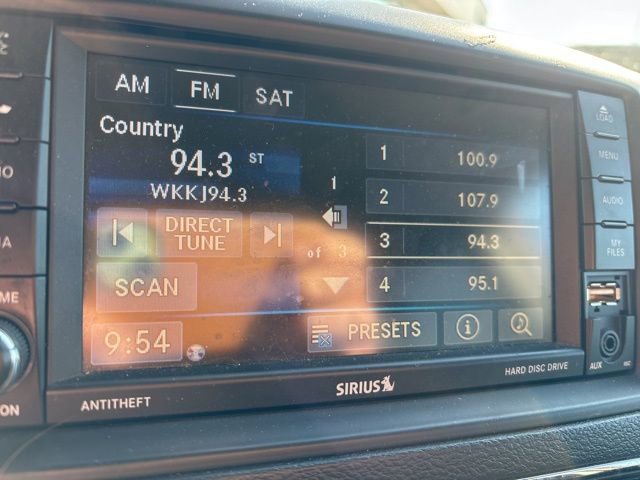 AM FM SAT
LOAD
Country
1 100.9
MENU
94.3 ST
WKKJ94.3
1
2 107.9
AUDIO
DIRECT
TUNE
3 94.3
MY
FILES
of 3
SCAN
4 95.1
9:54
PRESETS
AUX
SIRIUS
HARD DISC DRIVE
ANTITHEFT